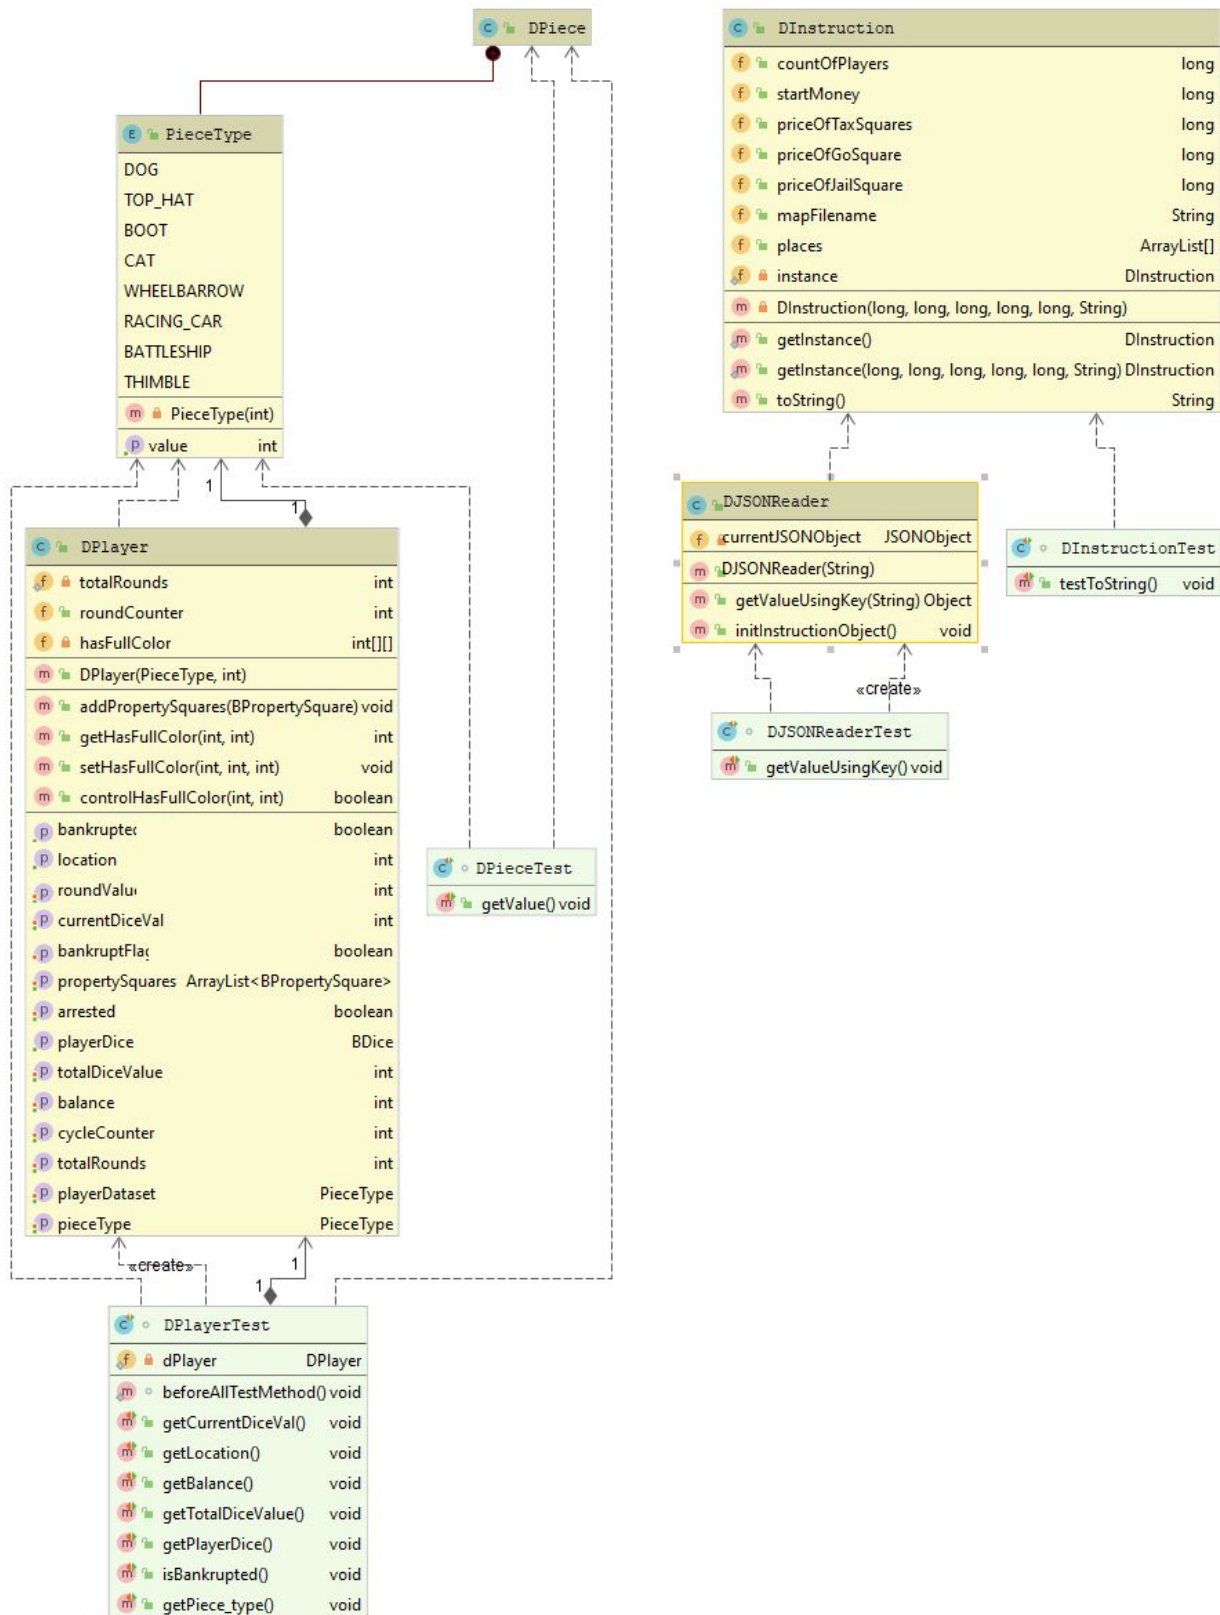 DPiece
PieceType
DOG
TOP_HAT
BOOT
CAT
WHEELBARROW
RACING_CAR
BATTLESHIP
THIMBLE
m PieceType(int)
p value int
1
1
C DPlayer
f totalRounds int
f roundCounter int
f hasFullColor int[][]
m DPlayer(PieceType, int)
m addPropertySquares(BPropertySquare) void
m getHasFullColor(int, int) int
m setHasFullColor(int, int, int) void
m controlHasFullColor(int, int) boolean
p bankrupted boolean
p location int
p roundValu int
p currentDiceVal int
p bankruptFlag boolean
p propertySquares ArrayList<BPropertySquare>
p arrested boolean
p playerDice BDice
p totalDiceValue int
p balance int
p cycleCounter int
p totalRounds int
p playerDataset PieceType
p pieceType PieceType
«create»
1
1
C DPlayerTest
f dPlayer DPlayer
m beforeAllTestMethod() void
m getCurrentDiceVal() void
m getLocation() void
m getBalance() void
m getTotalDiceValue() void
m getPlayerDice() void
m isBankrupted() void
m getPiece_type() void
C DPieceTest
m getValue() void
C DInstruction
f countOfPlayers long
f startMoney long
f priceOfTaxSquares long
f priceOfGoSquare long
f priceOfJailSquare long
f mapFilename String
f places ArrayList[]
f instance DInstruction
m DInstruction(long, long, long, long, long, String)
m getInstance() DInstruction
m getInstance(long, long, long, long, long, String) DInstruction
m toString() String
C DJSONReader
f currentJSONObject JSONObject
m DJSONReader(String)
m getValueUsingKey(String) Object
m initInstructionObject() void
C DInstructionTest
m testToString() void
«create»
C DJSONReaderTest
m getValueUsingKey() void